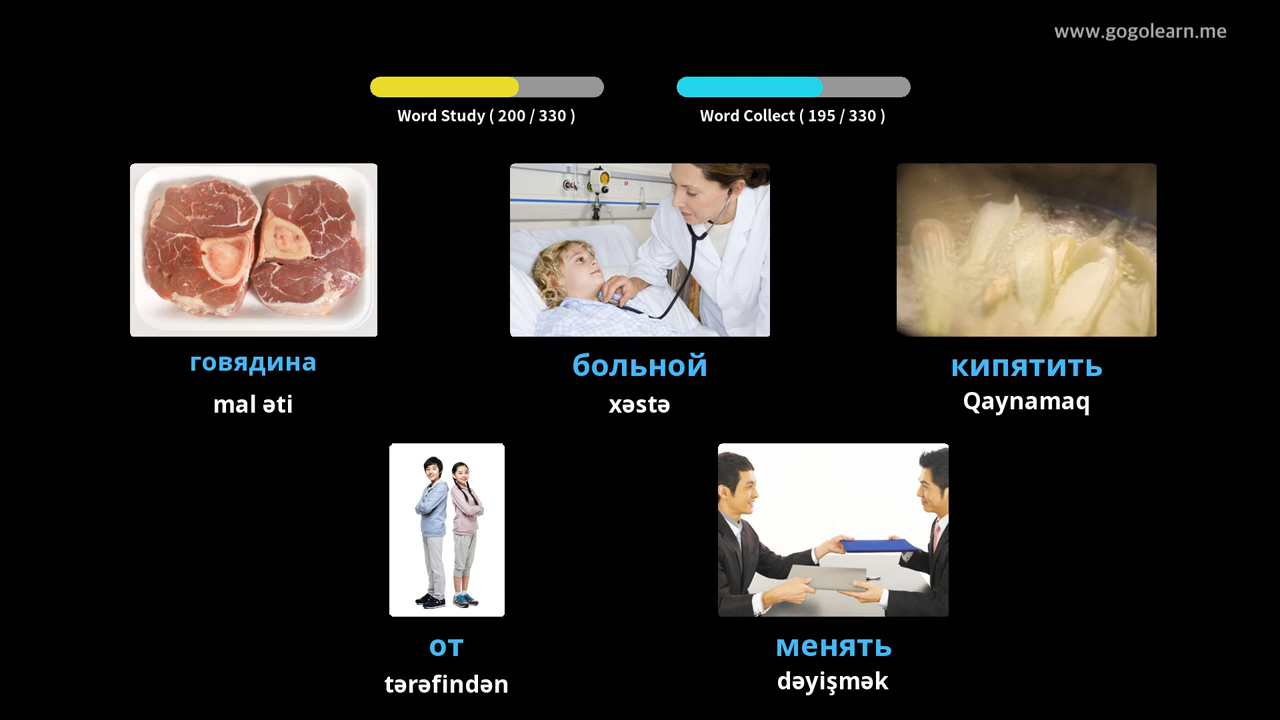 www.gogolearn.me
Word Study ( 200 / 330 )
Word Collect ( 195 / 330 )
говядина
mal əti
больной
xəstə
кипятить
Qaynamaq
от
tərəfindən
менять
dəyişmək